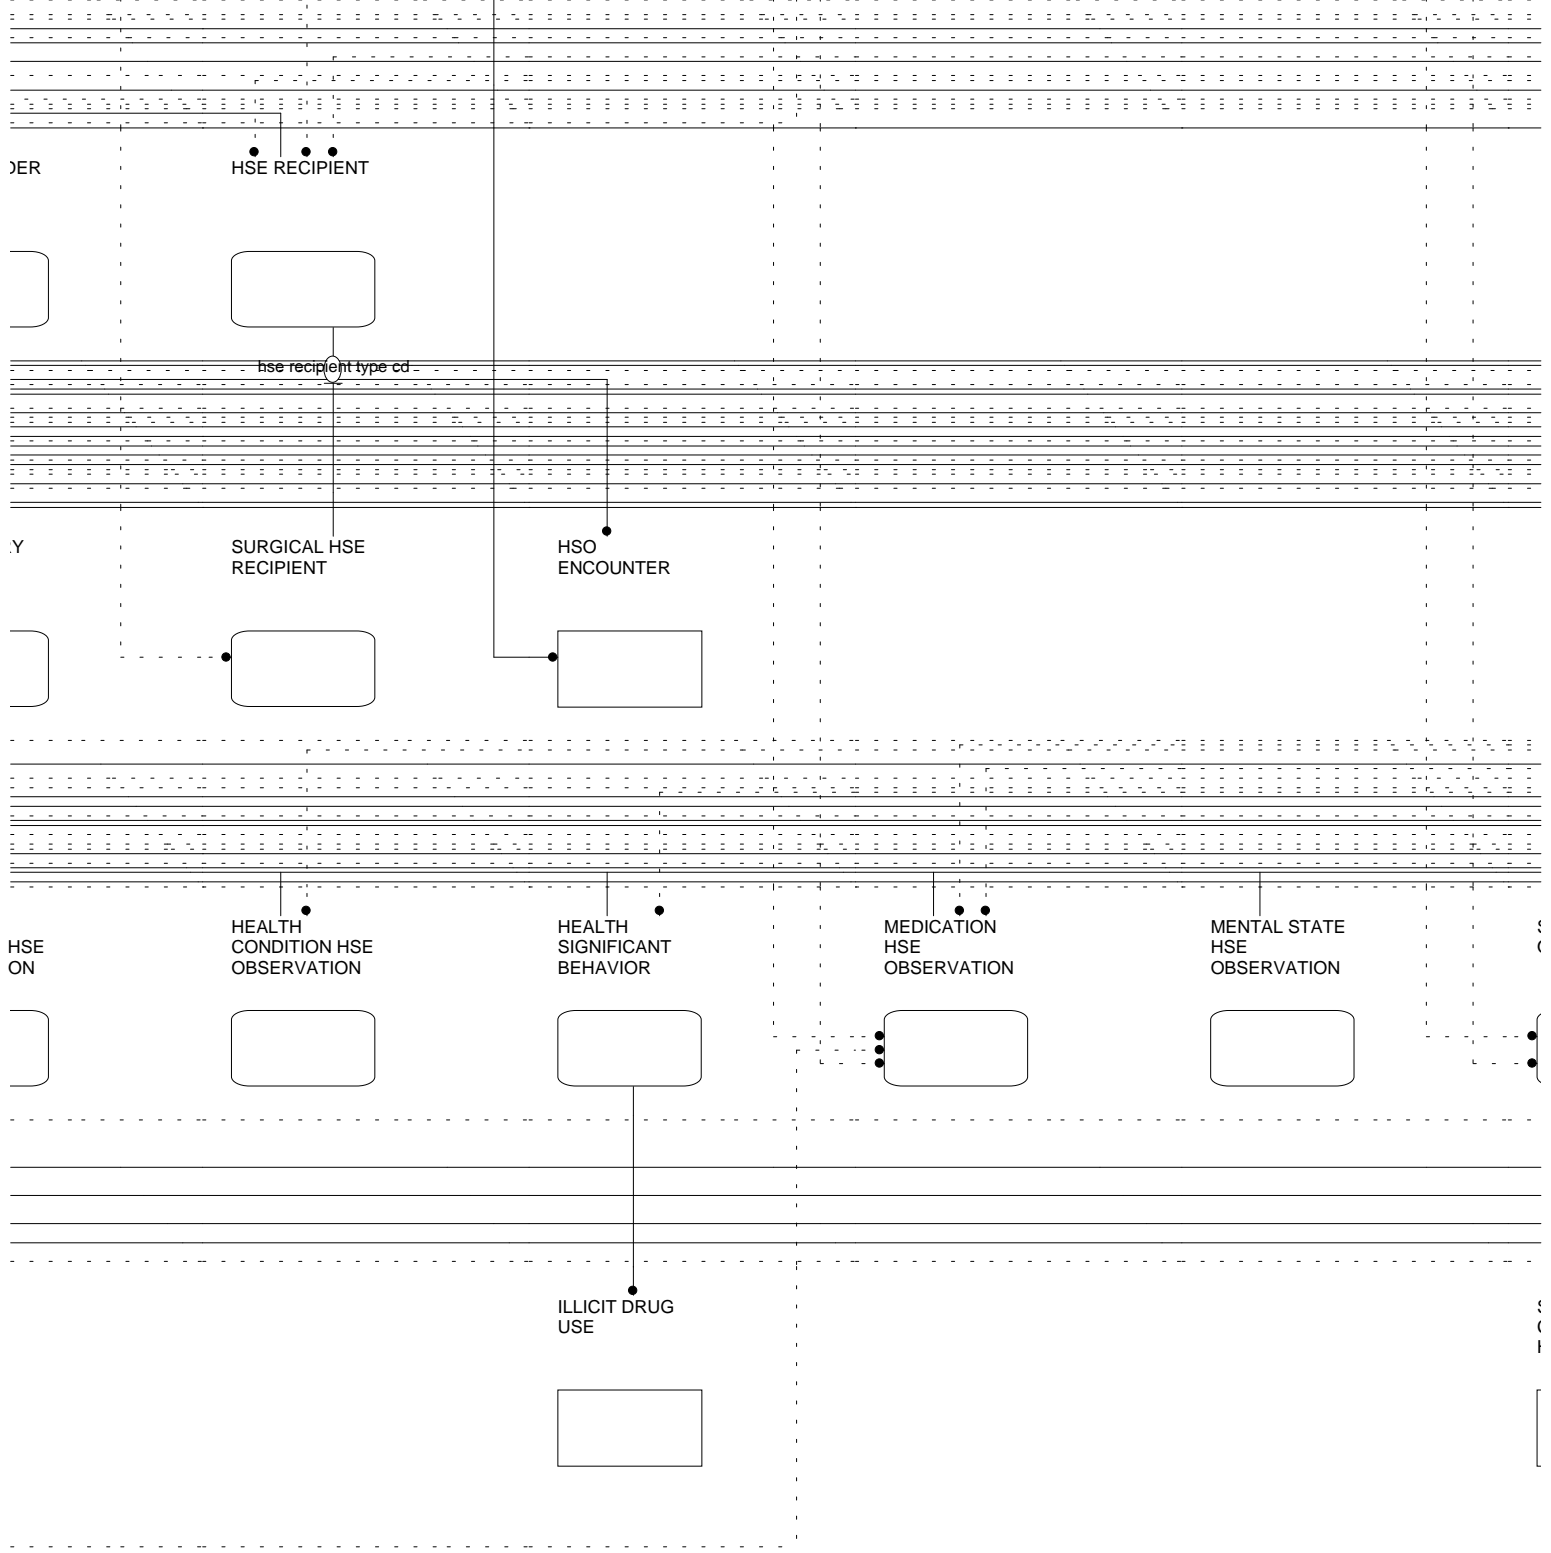 DER
HSE RECIPIENT
hse recipient type cd
RY
SURGICAL HSE
RECIPIENT
HSO
ENCOUNTER
HSE
ON
HEALTH
CONDITION HSE
OBSERVATION
HEALTH
SIGNIFICANT
BEHAVIOR
MEDICATION
HSE
OBSERVATION
MENTAL STATE
HSE
OBSERVATION
ILLICIT DRUG
USE